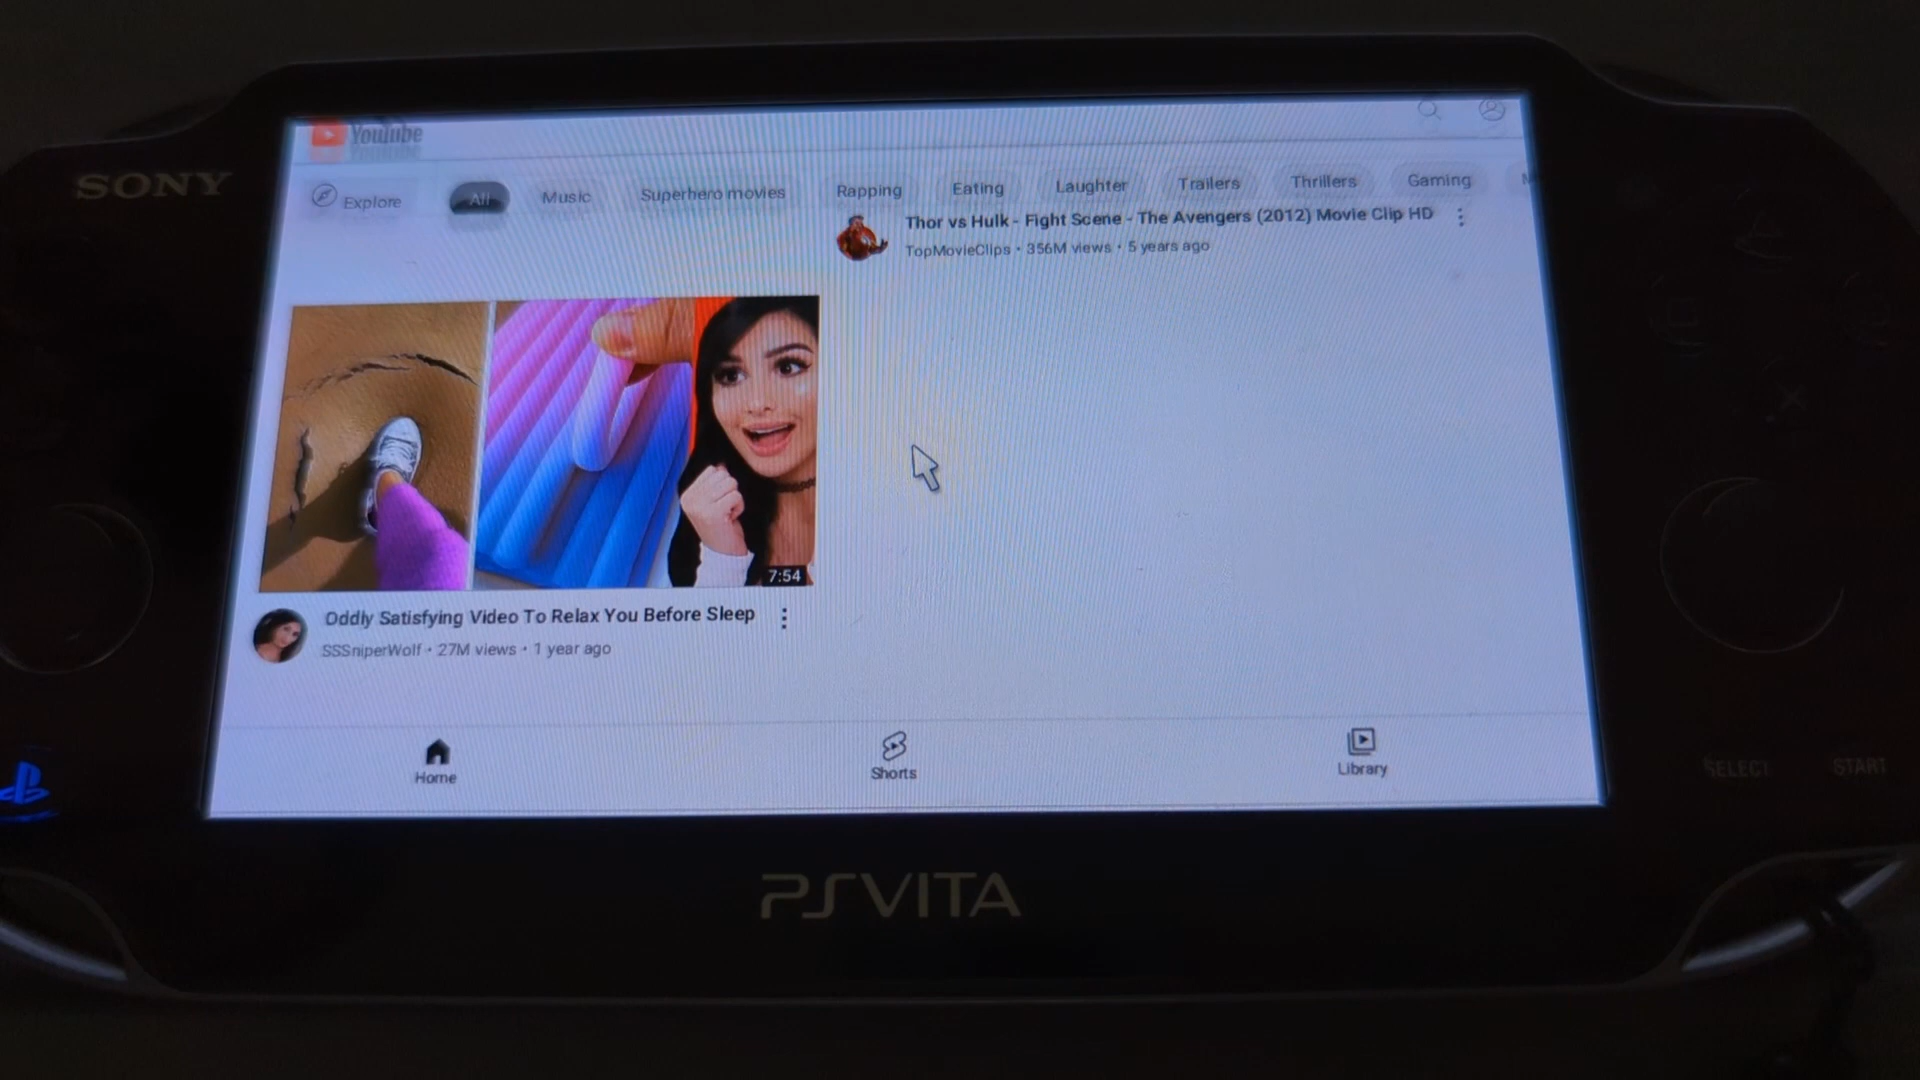 SONY
YouTube
Explore
All
Music
Superhero movies
Rapping
Eating
Laughter
Trailers
Thrillers
Gaming
Thor vs Hulk - Fight Scene - The Avengers (2012) Movie Clip HD
TopMovieClips • 356M views • 5 years ago
7:54
Oddly Satisfying Video To Relax You Before Sleep
SSSniperWolf • 27M views • 1 year ago
Home
Shorts
Library
SELECT
START
PSVITA